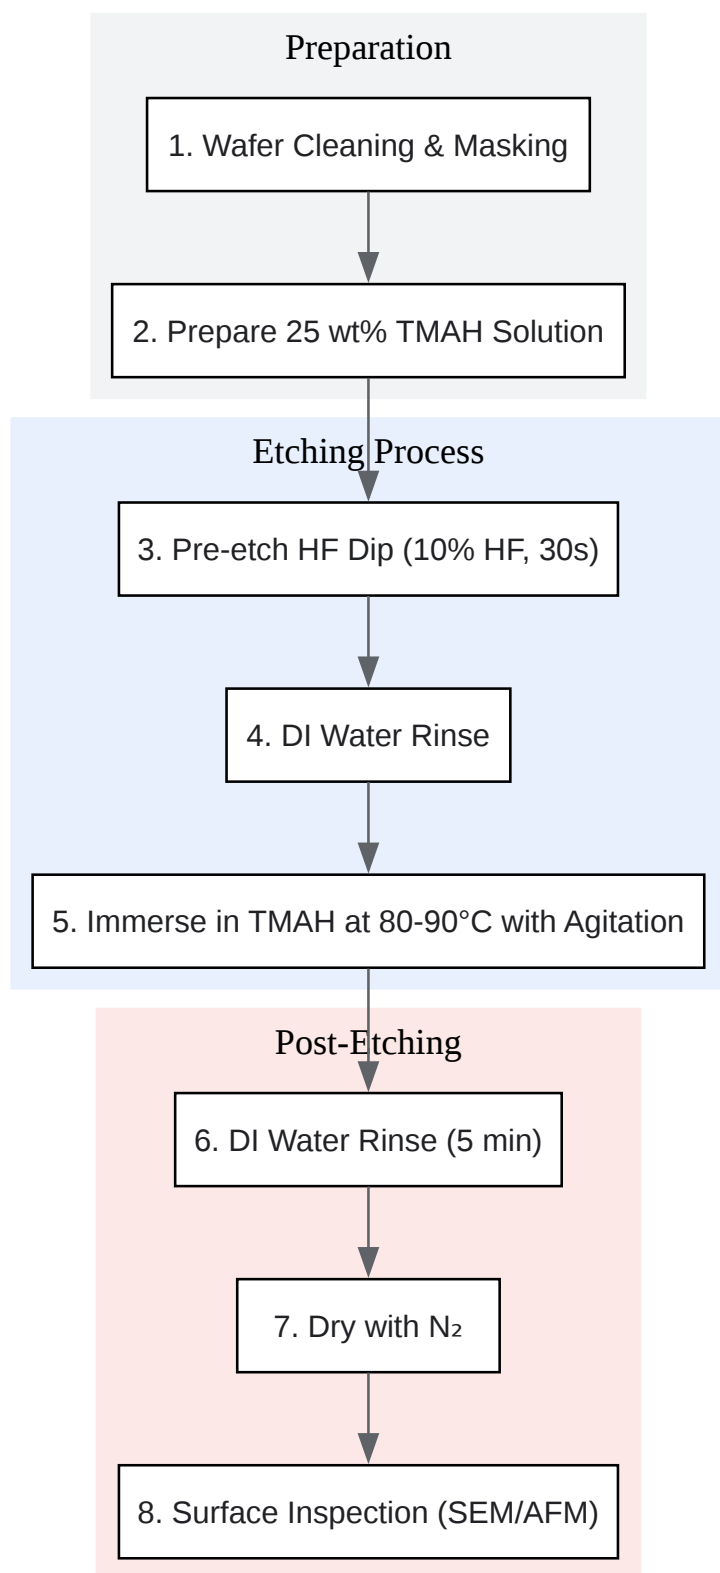 Preparation
1. Wafer Cleaning & Masking
2. Prepare 25 wt% TMAH Solution
Etching Process
3. Pre-etch HF Dip (10% HF, 30s)
4. DI Water Rinse
5. Immerse in TMAH at 80-90°C with Agitation
Post-Etching
6. DI Water Rinse (5 min)
7. Dry with N₂
8. Surface Inspection (SEM/AFM)